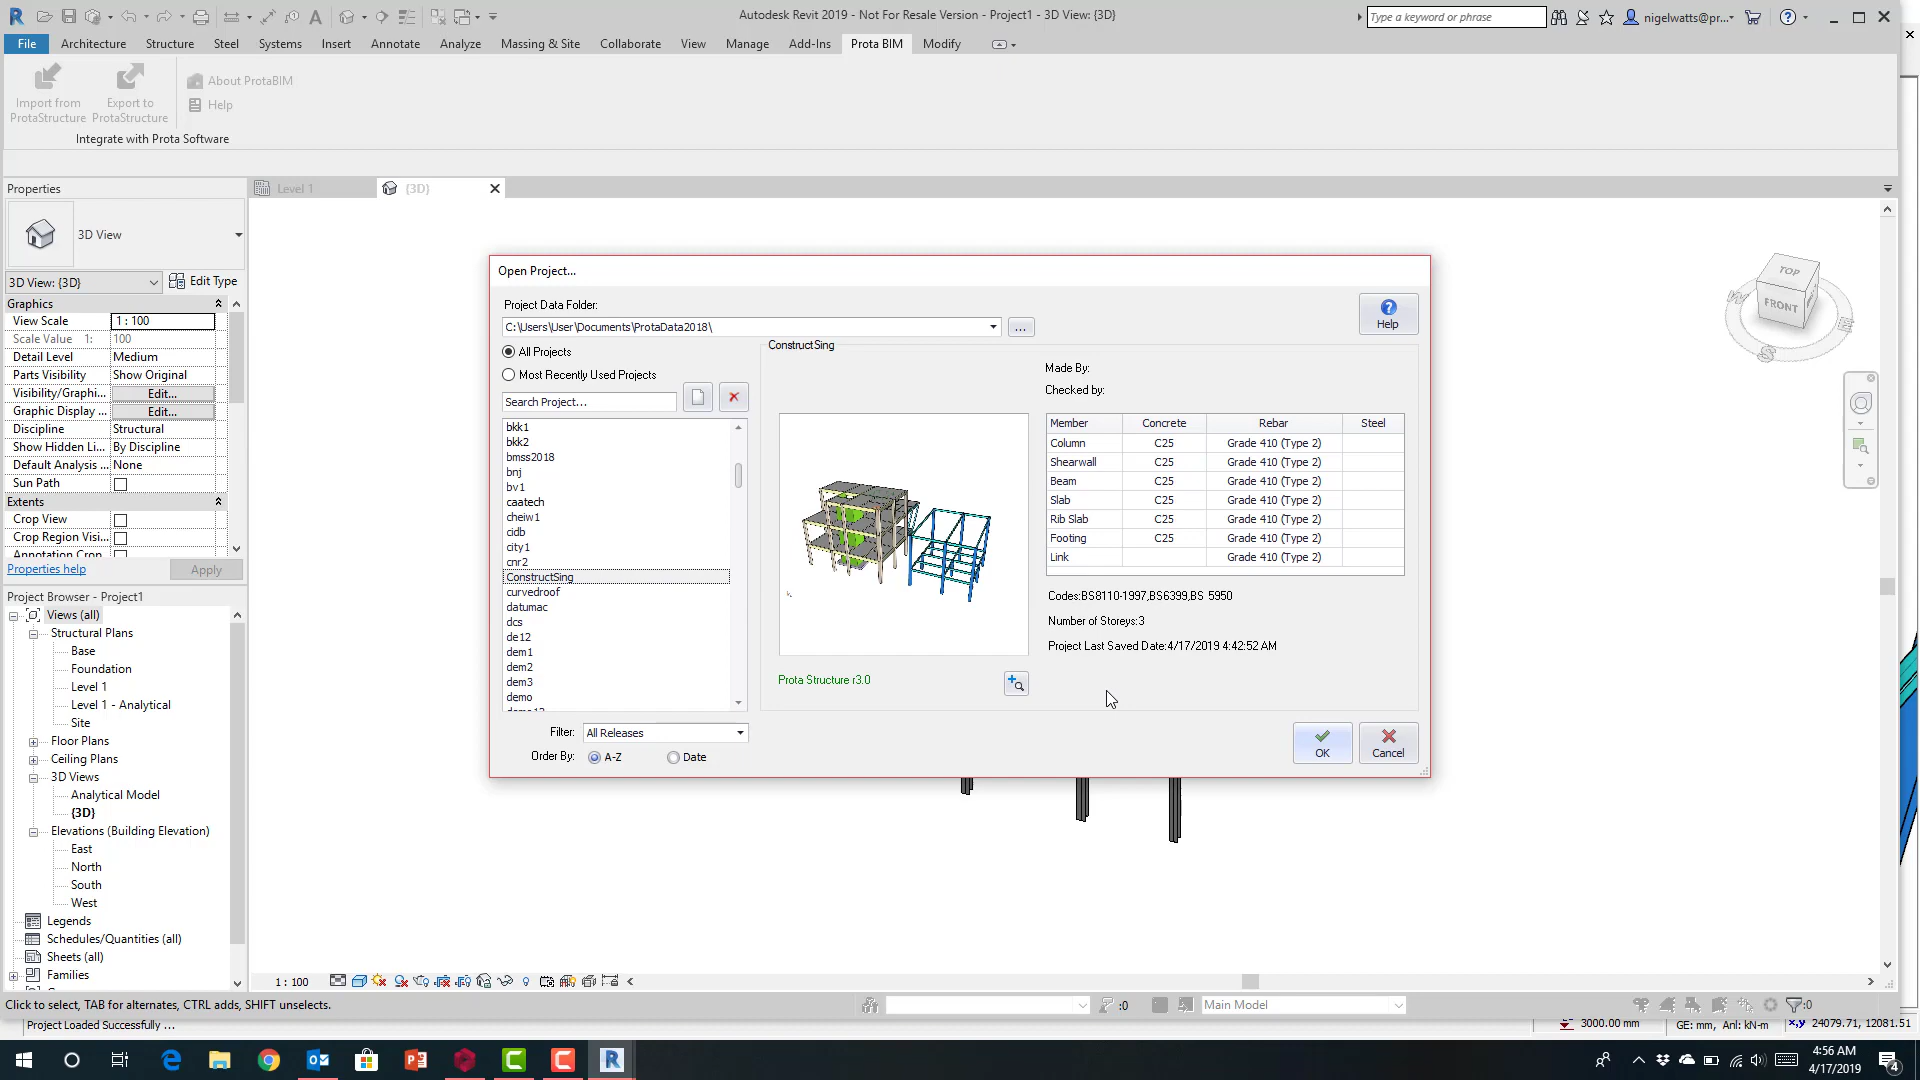 Autodesk Revit 2019 - Not For Resale Version - Project1 - 3D View: {3D}
Type a keyword or phrase
nigelwatts@pr...
File Architecture Structure Steel Systems Insert Annotate Analyze Massing & Site Collaborate View Manage Add-Ins Prota BIM Modify
Import from ProtaStructure
Export to ProtaStructure
About ProtaBIM
Help
Integrate with Prota Software
Properties
Level 1
{3D}
3D View
3D View: {3D}
Edit Type
Graphics
View Scale 1 : 100
Scale Value 1: 100
Detail Level Medium
Parts Visibility Show Original
Visibility/Graphi... Edit...
Graphic Display ... Edit...
Discipline Structural
Show Hidden Li... By Discipline
Default Analysis ... None
Sun Path
Extents
Crop View
Crop Region Visi...
Annotation Crop
Properties help
Apply
Project Browser - Project1
Views (all)
Structural Plans
Base
Foundation
Level 1
Level 1 - Analytical
Site
Floor Plans
Ceiling Plans
3D Views
Analytical Model
{3D}
Elevations (Building Elevation)
East
North
South
West
Legends
Schedules/Quantities (all)
Sheets (all)
Families
Open Project...
Project Data Folder:
C:\Users\User\Documents\ProtaData2018\
...
Help
All Projects
Most Recently Used Projects
Search Project...
bkk1
bkk2
bmss2018
bnj
bv1
caatech
cheiw1
cidb
city1
cnr2
ConstructSing
curvedroof
datumac
dcs
de12
dem1
dem2
dem3
demo
Filter: All Releases
Order By: A-Z Date
ConstructSing
Prota Structure r3.0
Made By:
Checked by:
Member Concrete Rebar Steel
Column C25 Grade 410 (Type 2)
Shearwall C25 Grade 410 (Type 2)
Beam C25 Grade 410 (Type 2)
Slab C25 Grade 410 (Type 2)
Rib Slab C25 Grade 410 (Type 2)
Footing C25 Grade 410 (Type 2)
Link Grade 410 (Type 2)
Codes:BS8110-1997,BS6399,BS 5950
Number of Storeys:3
Project Last Saved Date:4/17/2019 4:42:52 AM
OK
Cancel
TOP
FRONT
W
E
S
1 : 100
Click to select, TAB for alternates, CTRL adds, SHIFT unselects.
:0
Main Model
:0
Project Loaded Successfully ...
3000.00 mm
GE: mm, Anl: kN-m
x,y 24079.71, 12081.51
4:56 AM
4/17/2019
4